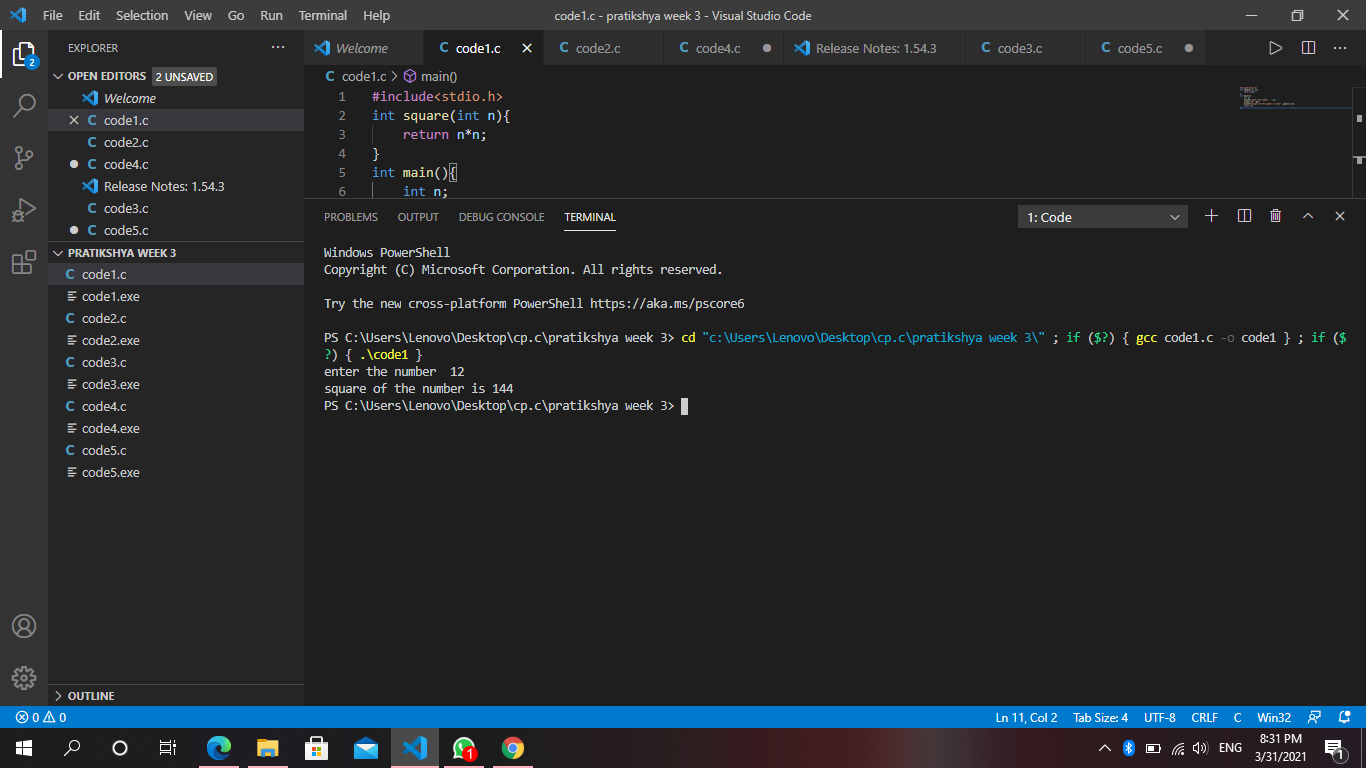 File Edit Selection View Go Run Terminal Help code1.c - pratikshya week 3 - Visual Studio Code
EXPLORER
Welcome code1.c code2.c code4.c Release Notes: 1.54.3 code3.c code5.c
OPEN EDITORS 2 UNSAVED
Welcome
code1.c
code2.c
code4.c
Release Notes: 1.54.3
code3.c
code5.c
PRATIKSHYA WEEK 3
code1.c
code1.exe
code2.c
code2.exe
code3.c
code3.exe
code4.c
code4.exe
code5.c
code5.exe
OUTLINE
code1.c > main()
1 #include<stdio.h>
2 int square(int n){
3 return n*n;
4 }
5 int main(){
6 int n;
PROBLEMS OUTPUT DEBUG CONSOLE TERMINAL 1: Code
Windows PowerShell
Copyright (C) Microsoft Corporation. All rights reserved.
Try the new cross-platform PowerShell https://aka.ms/pscore6
PS C:\Users\Lenovo\Desktop\cp.c\pratikshya week 3> cd "c:\Users\Lenovo\Desktop\cp.c\pratikshya week 3\" ; if ($?) { gcc code1.c -o code1 } ; if ($
?) { .\code1 }
enter the number  12
square of the number is 144
PS C:\Users\Lenovo\Desktop\cp.c\pratikshya week 3>
0 0 Ln 11, Col 2 Tab Size: 4 UTF-8 CRLF C Win32
ENG 8:31 PM
3/31/2021